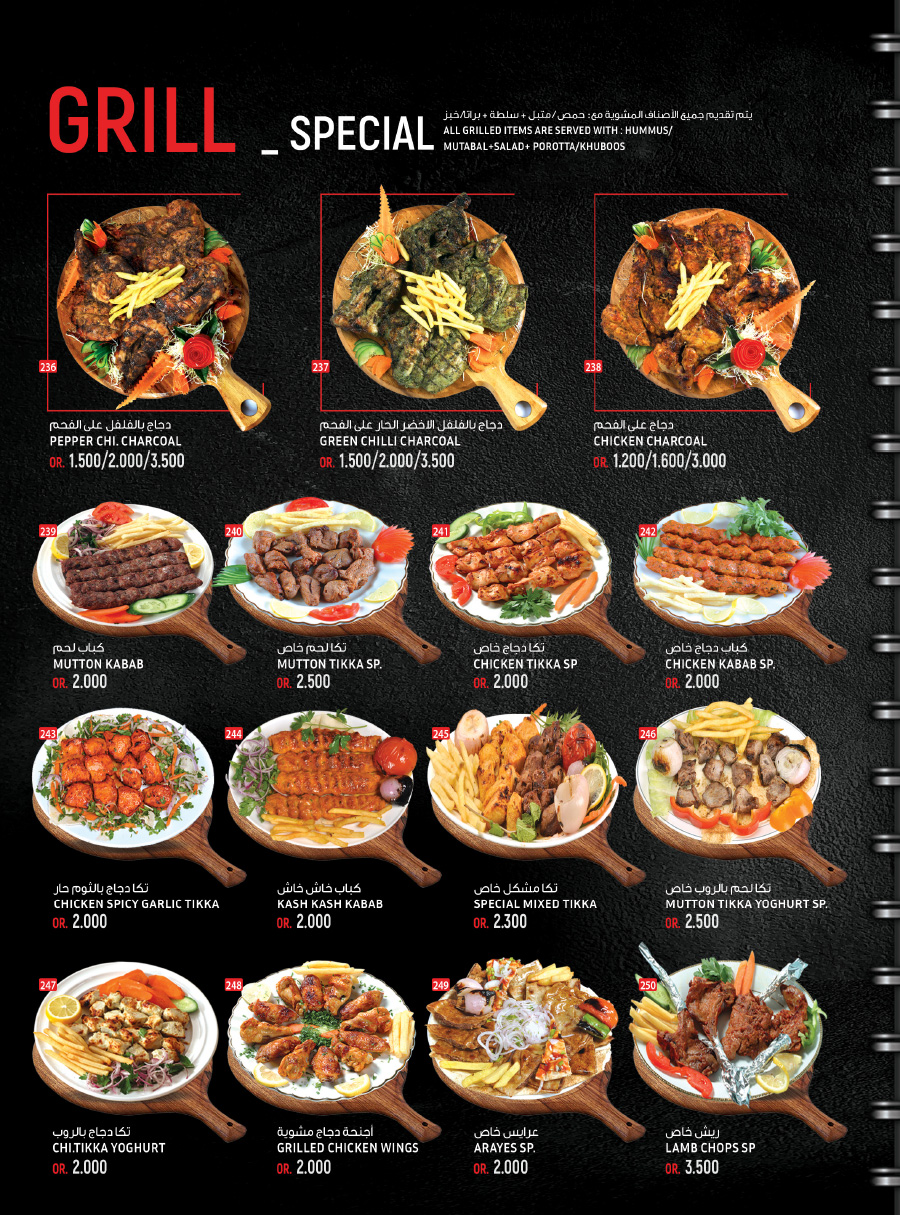 GRILL _ SPECIAL
يتم تقديم جميع الأصناف المشوية مع: حمص/متبل + سلطة + براتا/خبز
ALL GRILLED ITEMS ARE SERVED WITH : HUMMUS/
MUTABAL+SALAD+ POROTTA/KHUBOOS
236
دجاج بالفلفل على الفحم
PEPPER CHI. CHARCOAL
OR. 1.500/2.000/3.500
237
دجاج بالفلفل الاخضر الحار على الفحم
GREEN CHILLI CHARCOAL
OR. 1.500/2.000/3.500
238
دجاج على الفحم
CHICKEN CHARCOAL
OR. 1.200/1.600/3.000
239
كباب لحم
MUTTON KABAB
OR. 2.000
240
تكا لحم خاص
MUTTON TIKKA SP.
OR. 2.500
241
تكا دجاج خاص
CHICKEN TIKKA SP
OR. 2.000
242
كباب دجاج خاص
CHICKEN KABAB SP.
OR. 2.000
243
تكا دجاج بالثوم حار
CHICKEN SPICY GARLIC TIKKA
OR. 2.000
244
كباب خاش خاش
KASH KASH KABAB
OR. 2.000
245
تكا مشكل خاص
SPECIAL MIXED TIKKA
OR. 2.300
246
تكا لحم بالروب خاص
MUTTON TIKKA YOGHURT SP.
OR. 2.500
247
تكا دجاج بالروب
CHI.TIKKA YOGHURT
OR. 2.000
248
أجنحة دجاج مشوية
GRILLED CHICKEN WINGS
OR. 2.000
249
عرايس خاص
ARAYES SP.
OR. 2.000
250
ريش خاص
LAMB CHOPS SP
OR. 3.500